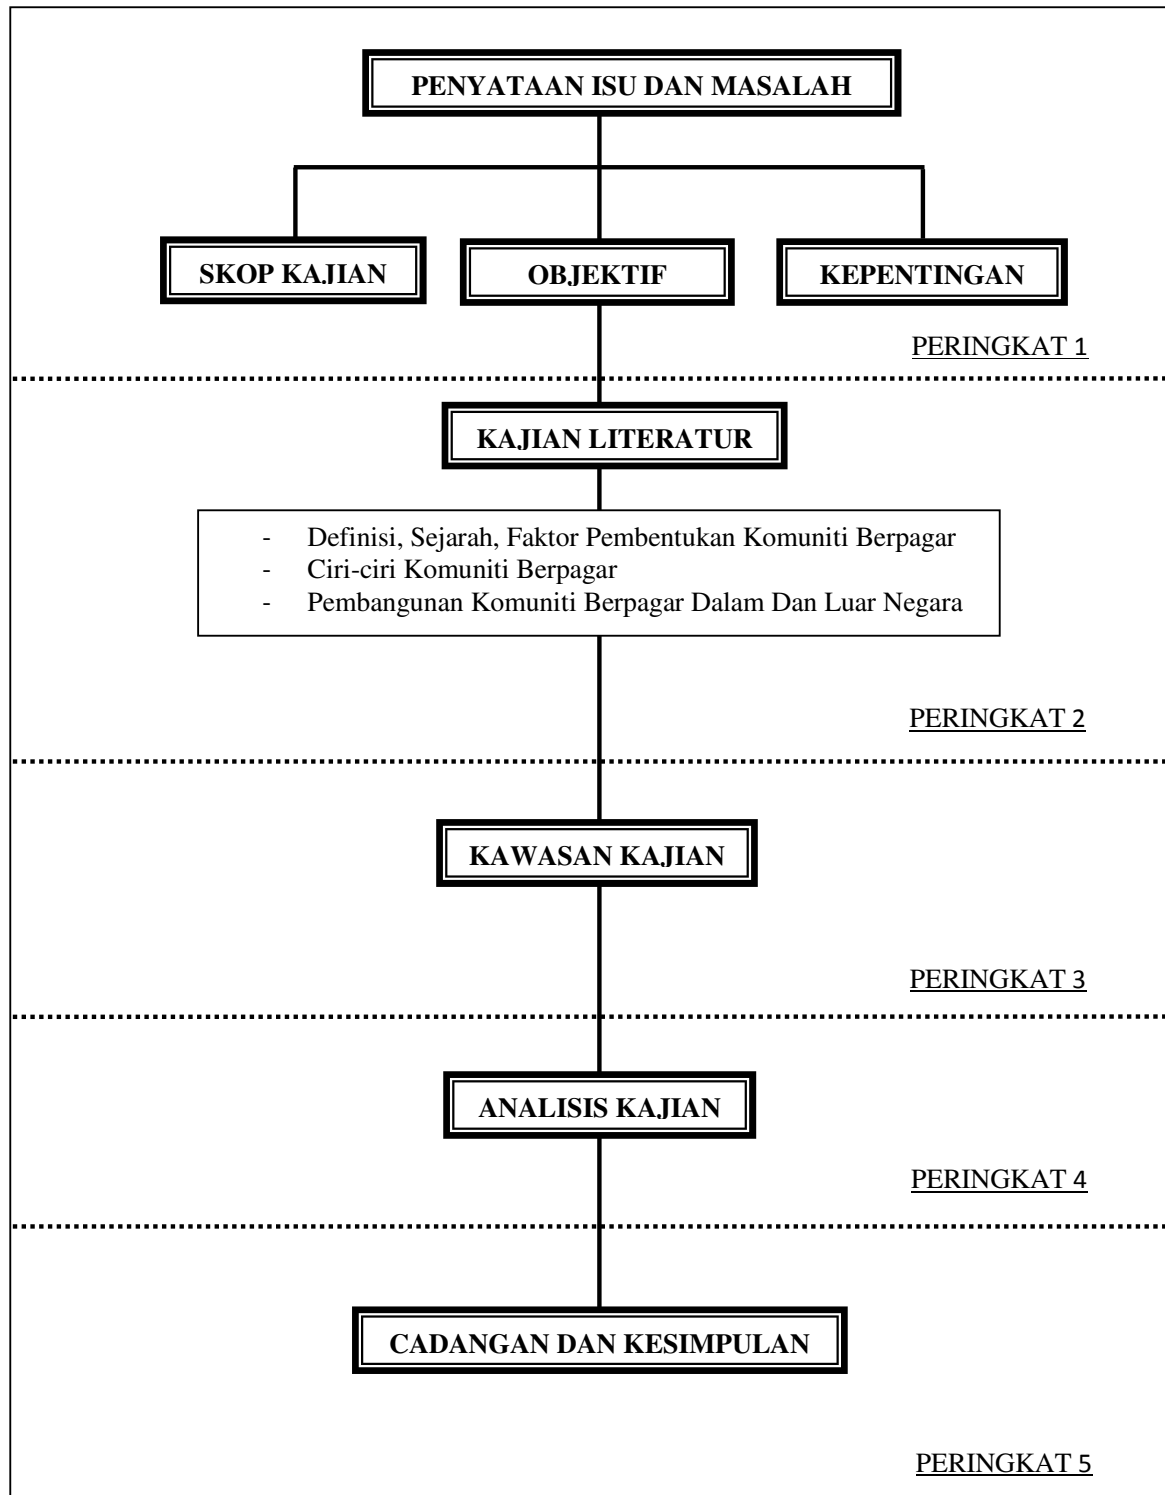 PENYATAAN ISU DAN MASALAH
SKOP KAJIAN
OBJEKTIF
KEPENTINGAN
PERINGKAT 1
KAJIAN LITERATUR
- Definisi, Sejarah, Faktor Pembentukan Komuniti Berpagar
- Ciri-ciri Komuniti Berpagar
- Pembangunan Komuniti Berpagar Dalam Dan Luar Negara
PERINGKAT 2
KAWASAN KAJIAN
PERINGKAT 3
ANALISIS KAJIAN
PERINGKAT 4
CADANGAN DAN KESIMPULAN
PERINGKAT 5